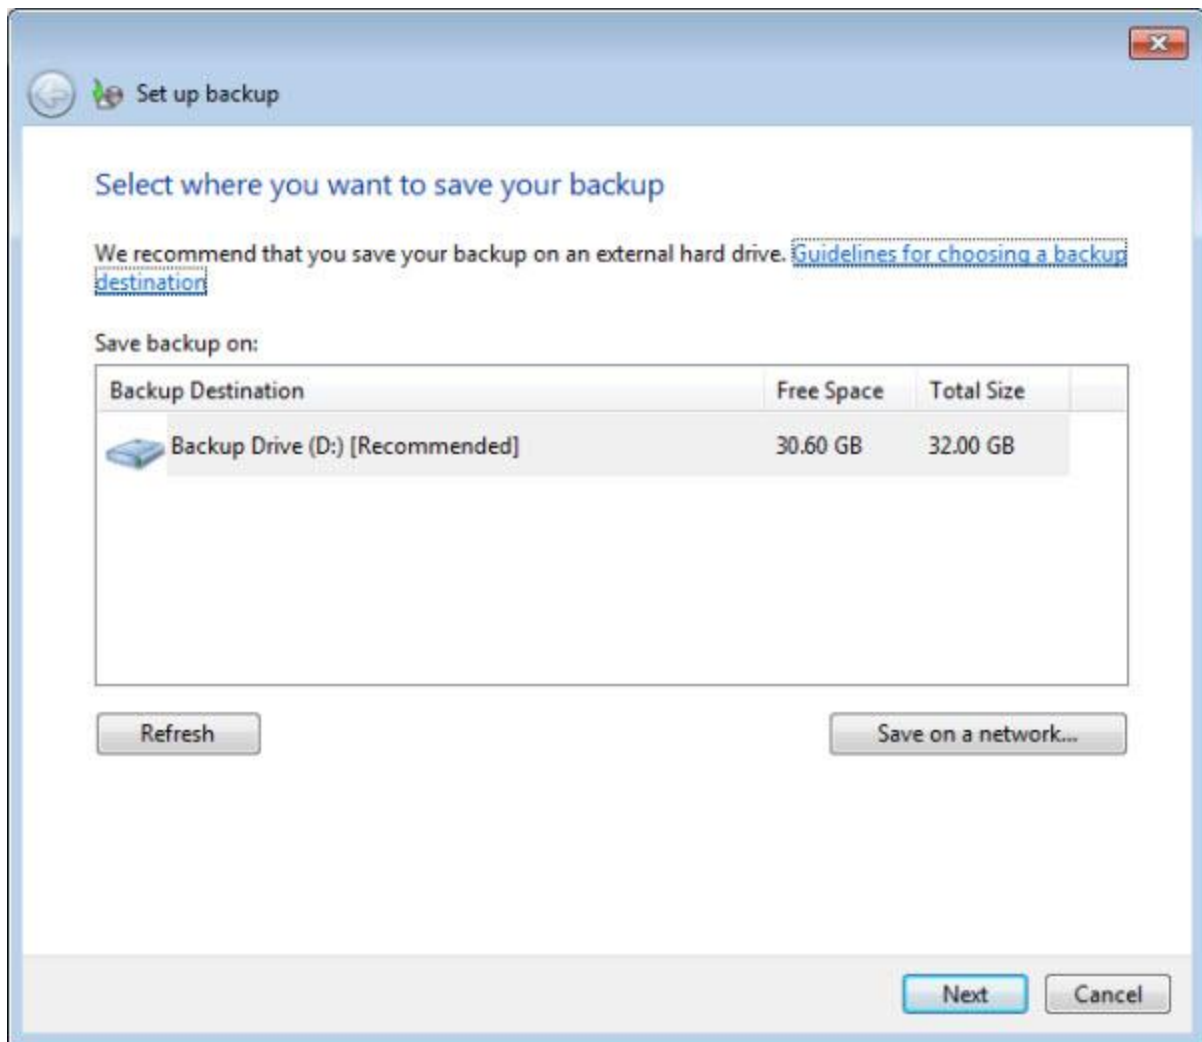 Set up backup
Select where you want to save your backup
We recommend that you save your backup on an external hard drive. Guidelines for choosing a backup
destination
Save backup on:
Backup Destination Free Space Total Size
Backup Drive (D:) [Recommended] 30.60 GB 32.00 GB
Refresh Save on a network...
Next Cancel